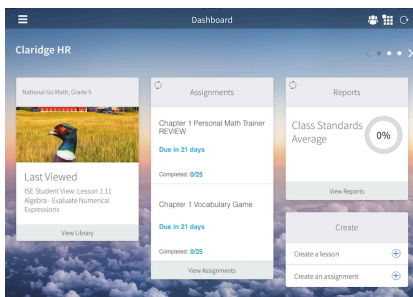 Dashboard
Claridge HR
National Go Math, Grade 5
Last Viewed
ISE Student View: Lesson 1.11
Algebra - Evaluate Numerical
Expressions
View Library
Assignments
Chapter 1 Personal Math Trainer
REVIEW
Due in 21 days
Completed: 0/25
Chapter 1 Vocabulary Game
Due in 21 days
Completed: 0/25
View Assignments
Reports
Class Standards
Average
0%
View Reports
Create
Create a lesson
Create an assignment